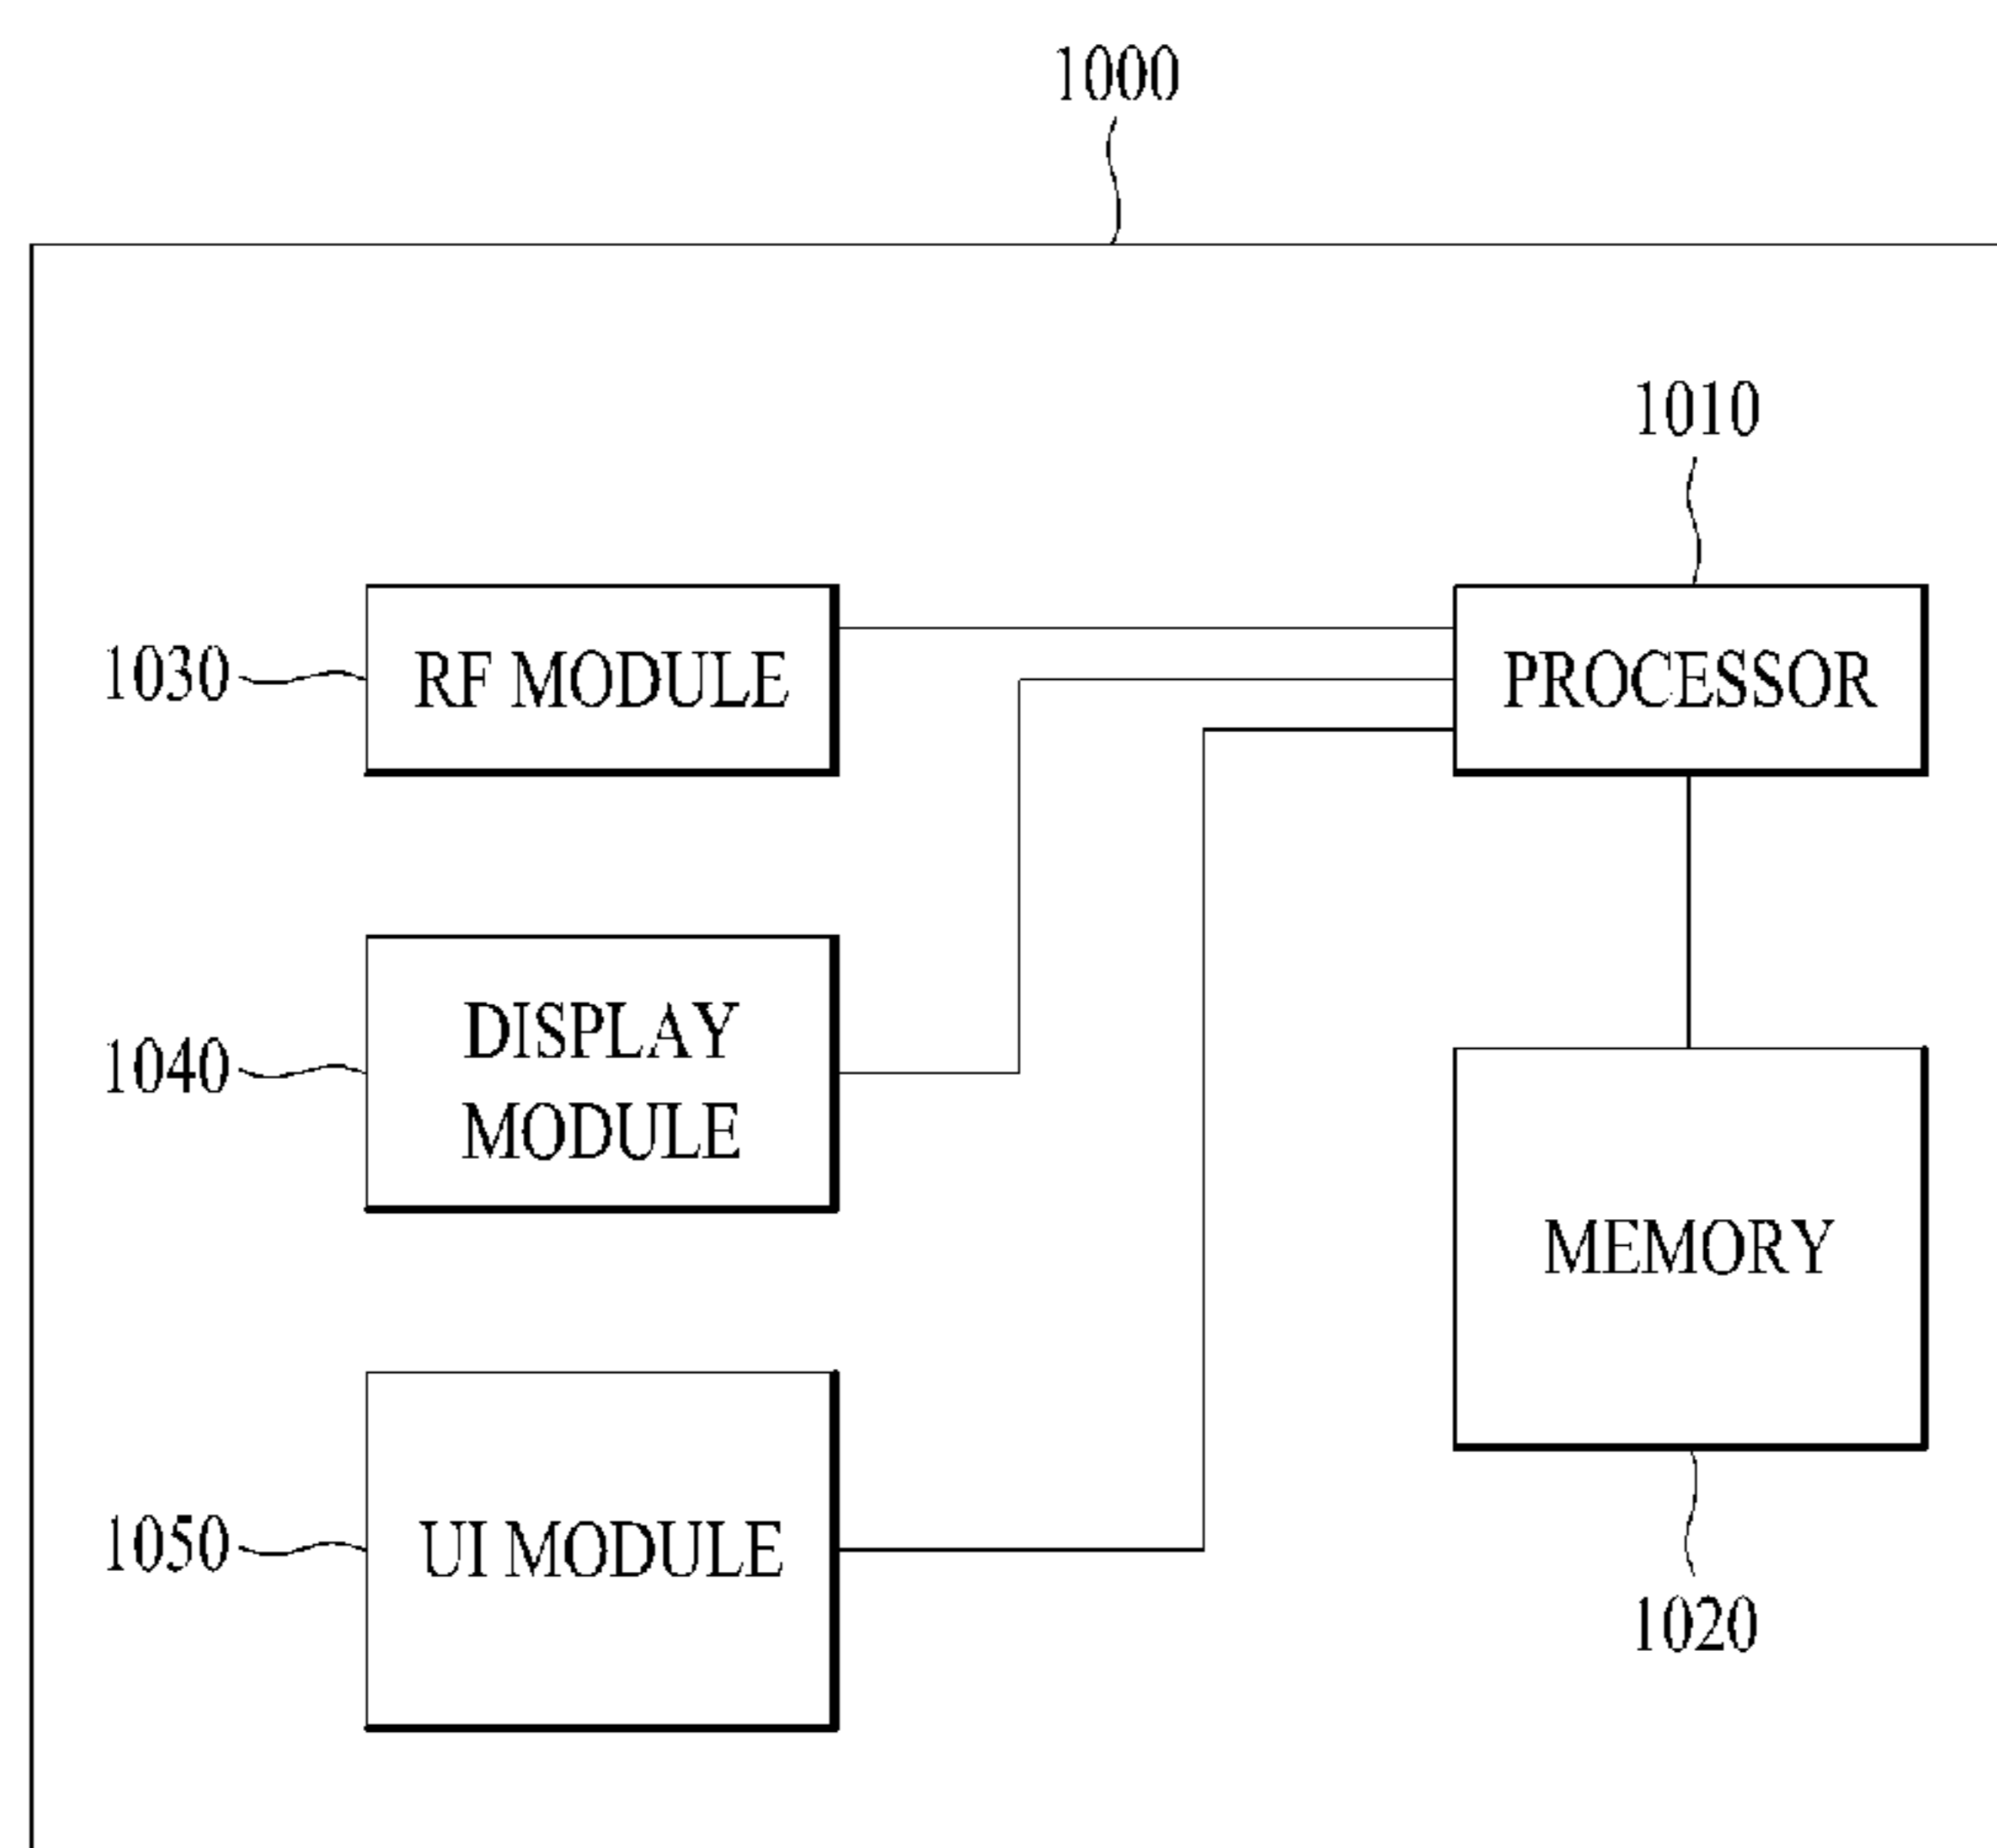 1000
1010
1030
RF MODULE
PROCESSOR
1040
DISPLAY
MODULE
MEMORY
1050
UI MODULE
1020